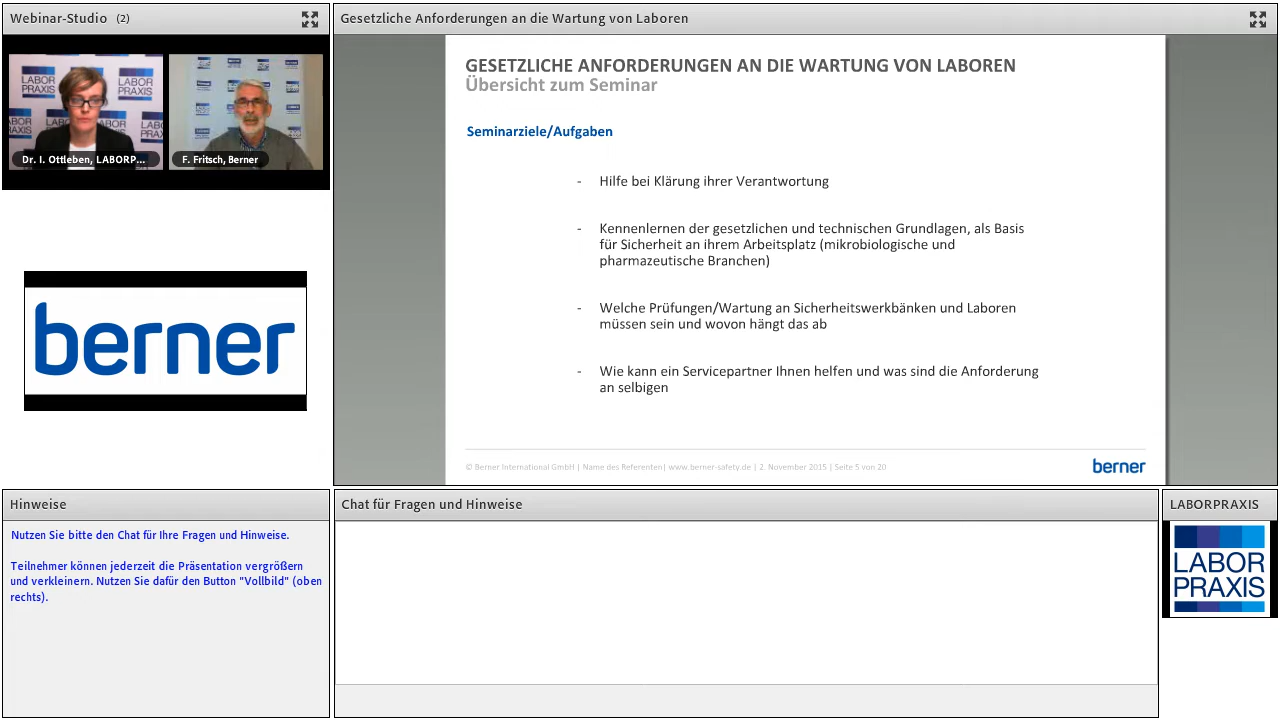 Webinar-Studio (2)
LABOR
PRAXIS
LABOR
PRAXIS
Dr. I. Ottleben, LABORP...
F. Fritsch, Berner
berner
Gesetzliche Anforderungen an die Wartung von Laboren
GESETZLICHE ANFORDERUNGEN AN DIE WARTUNG VON LABOREN
Übersicht zum Seminar
Seminarziele/Aufgaben
- Hilfe bei Klärung ihrer Verantwortung
- Kennenlernen der gesetzlichen und technischen Grundlagen, als Basis
für Sicherheit an ihrem Arbeitsplatz (mikrobiologische und
pharmazeutische Branchen)
- Welche Prüfungen/Wartung an Sicherheitswerkbänken und Laboren
müssen sein und wovon hängt das ab
- Wie kann ein Servicepartner Ihnen helfen und was sind die Anforderung
an selbigen
© Berner International GmbH | Name des Referenten| www.berner-safety.de | 2. November 2015 | Seite 5 von 20
berner
Hinweise
Nutzen Sie bitte den Chat für Ihre Fragen und Hinweise.
Teilnehmer können jederzeit die Präsentation vergrößern
und verkleinern. Nutzen Sie dafür den Button "Vollbild" (oben
rechts).
Chat für Fragen und Hinweise
LABORPRAXIS
LABOR
PRAXIS